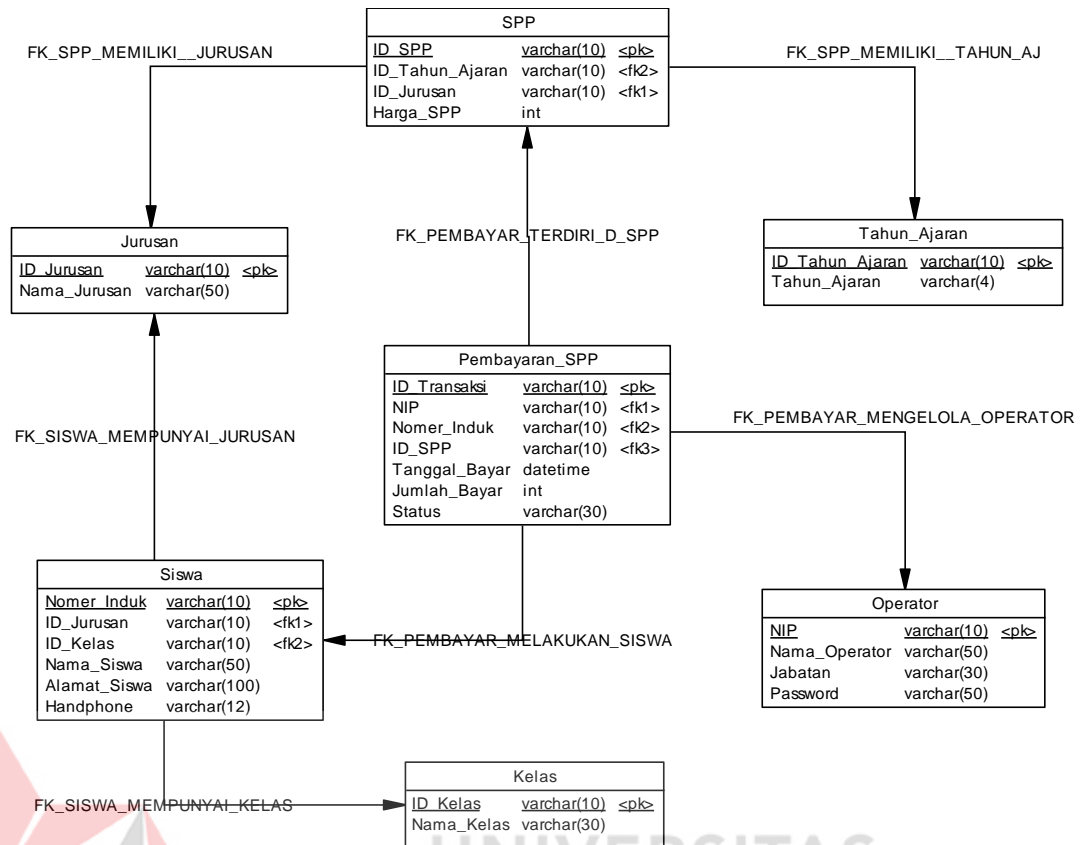 SPP
ID_SPP varchar(10) <pk>
ID_Tahun_Ajaran varchar(10) <fk2>
ID_Jurusan varchar(10) <fk1>
Harga_SPP int
FK_SPP_MEMILIKI__JURUSAN
FK_SPP_MEMILIKI__TAHUN_AJ
Jurusan
ID_Jurusan varchar(10) <pk>
Nama_Jurusan varchar(50)
FK_PEMBAYAR_TERDIRI_D_SPP
Tahun_Ajaran
ID_Tahun_Ajaran varchar(10) <pk>
Tahun_Ajaran varchar(4)
Pembayaran_SPP
ID_Transaksi varchar(10) <pk>
NIP varchar(10) <fk1>
Nomer_Induk varchar(10) <fk2>
ID_SPP varchar(10) <fk3>
Tanggal_Bayar datetime
Jumlah_Bayar int
Status varchar(30)
FK_SISWA_MEMPUNYAI_JURUSAN
FK_PEMBAYAR_MENGELOLA_OPERATOR
Siswa
Nomer_Induk varchar(10) <pk>
ID_Jurusan varchar(10) <fk1>
ID_Kelas varchar(10) <fk2>
Nama_Siswa varchar(50)
Alamat_Siswa varchar(100)
Handphone varchar(12)
FK_PEMBAYAR_MELAKUKAN_SISWA
Operator
NIP varchar(10) <pk>
Nama_Operator varchar(50)
Jabatan varchar(30)
Password varchar(50)
FK_SISWA_MEMPUNYAI_KELAS
Kelas
ID_Kelas varchar(10) <pk>
Nama_Kelas varchar(30)
UNIVERSITAS